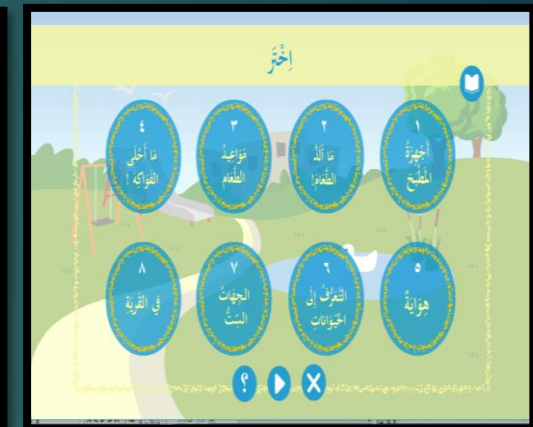 اِخْتَرْ
١
أَجْهِزَةُ
المَطْبَخِ
٢
مَا أَلَذَّ
الطَّعَامَ!
٣
مَوَاعِيدُ
الطَّعَامِ
٤
مَا أَحْلَى
الفَوَاكِهَ !
٥
هِوَايَةٌ
٦
التَّعَرُّفُ إِلَى
الحَيَوَانَاتِ
٧
الجِهَاتُ
السِّتُّ
٨
فِي القَرْيَةِ
؟